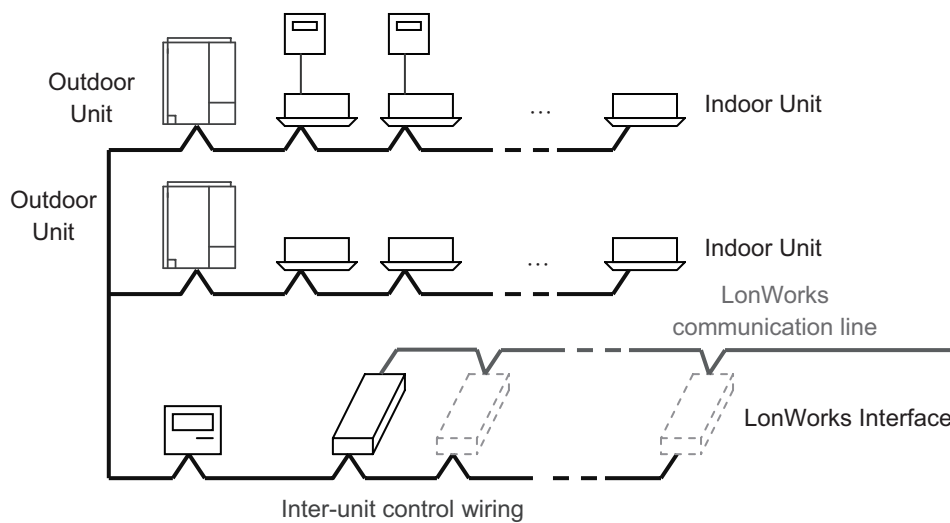 Outdoor
Unit
...
Indoor Unit
Outdoor
Unit
...
Indoor Unit
LonWorks
communication line
LonWorks Interface
Inter-unit control wiring